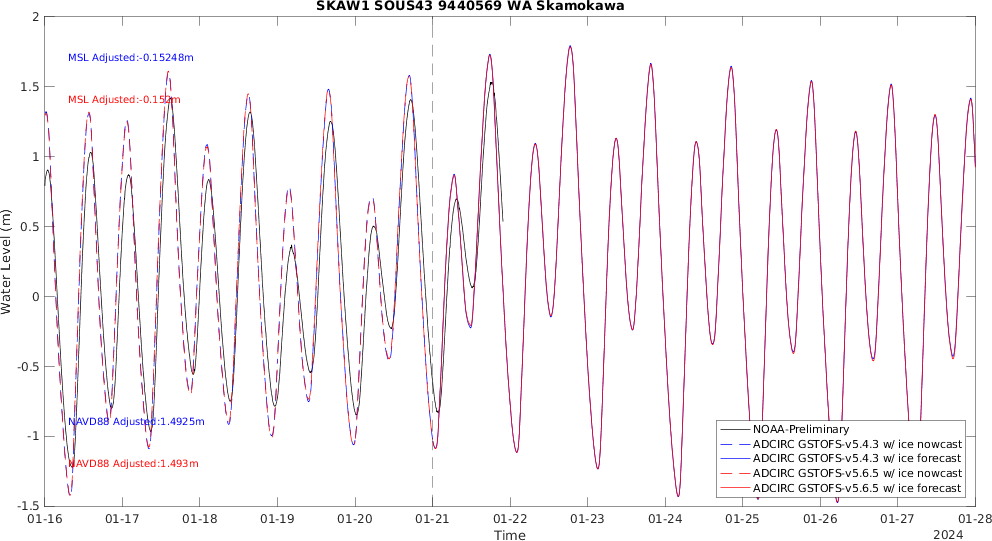 SKAW1 SOUS43 9440569 WA Skamokawa
2
1.5
1
0.5
0
-0.5
-1
-1.5
Water Level (m)
MSL Adjusted:-0.15248m
MSL Adjusted:-0.152m
NAVD88 Adjusted:1.4925m
NAVD88 Adjusted:1.493m
NOAA-Preliminary
ADCIRC GSTOFS-v5.4.3 w/ ice nowcast
ADCIRC GSTOFS-v5.4.3 w/ ice forecast
ADCIRC GSTOFS-v5.6.5 w/ ice nowcast
ADCIRC GSTOFS-v5.6.5 w/ ice forecast
01-16 01-17 01-18 01-19 01-20 01-21 01-22 01-23 01-24 01-25 01-26 01-27 01-28
Time
2024